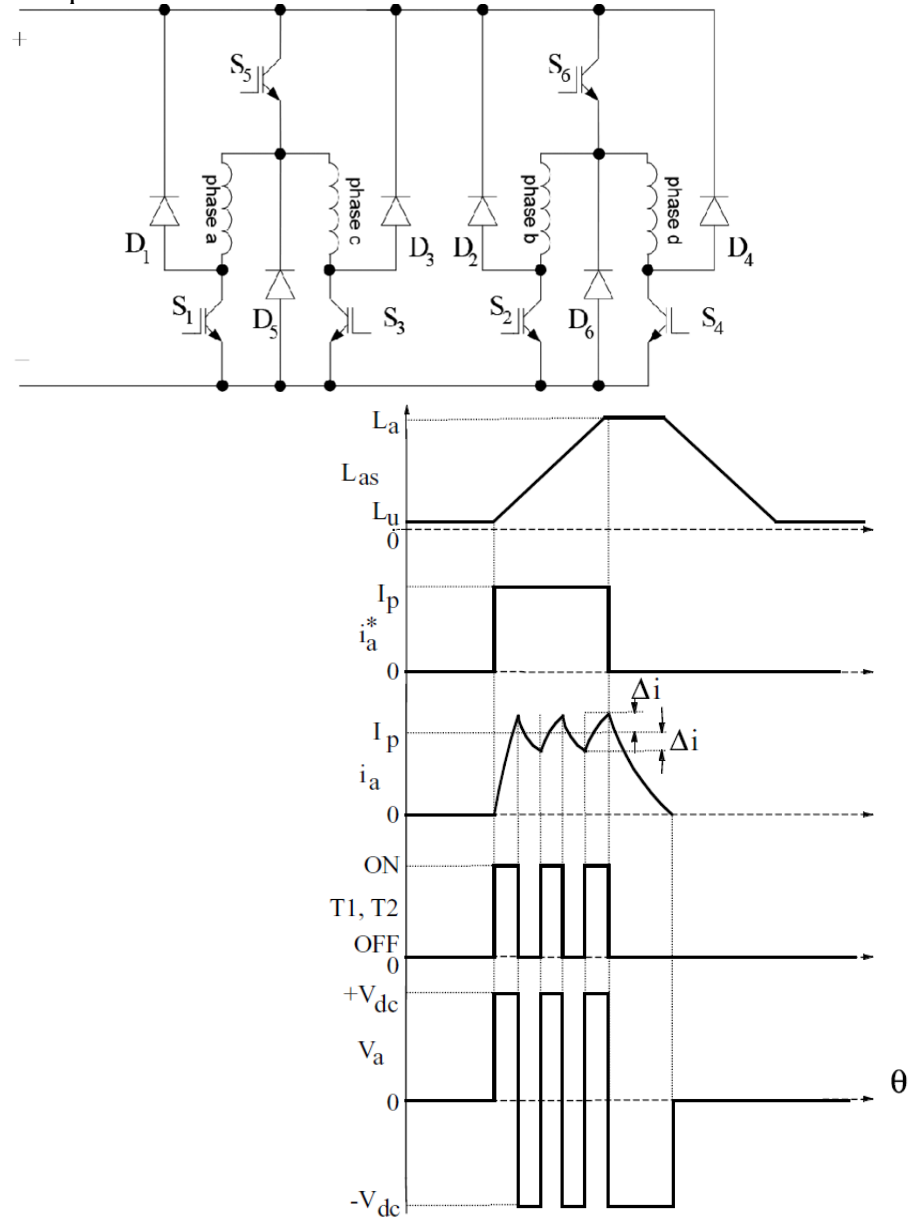 +
S5
S6
phase a
phase c
phase b
phase d
D1
D3
D2
D4
S1
D5
S3
S2
D6
S4
−
La
Las
Lu
0
Ip
ia*
0
Δi
Ip
Δi
ia
0
ON
T1, T2
OFF
0
+Vdc
Va
0
θ
-Vdc